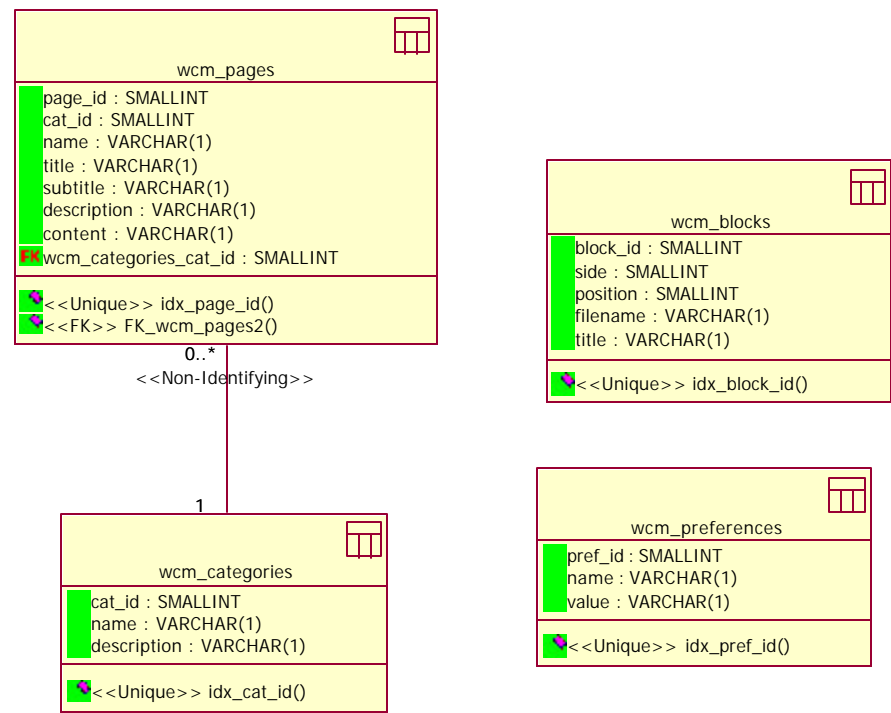 wcm_pages
page_id : SMALLINT
cat_id : SMALLINT
name : VARCHAR(1)
title : VARCHAR(1)
subtitle : VARCHAR(1)
description : VARCHAR(1)
content : VARCHAR(1)
FK wcm_categories_cat_id : SMALLINT
<<Unique>> idx_page_id()
<<FK>> FK_wcm_pages2()
0..*
<<Non-Identifying>>
1
wcm_categories
cat_id : SMALLINT
name : VARCHAR(1)
description : VARCHAR(1)
<<Unique>> idx_cat_id()
wcm_blocks
block_id : SMALLINT
side : SMALLINT
position : SMALLINT
filename : VARCHAR(1)
title : VARCHAR(1)
<<Unique>> idx_block_id()
wcm_preferences
pref_id : SMALLINT
name : VARCHAR(1)
value : VARCHAR(1)
<<Unique>> idx_pref_id()